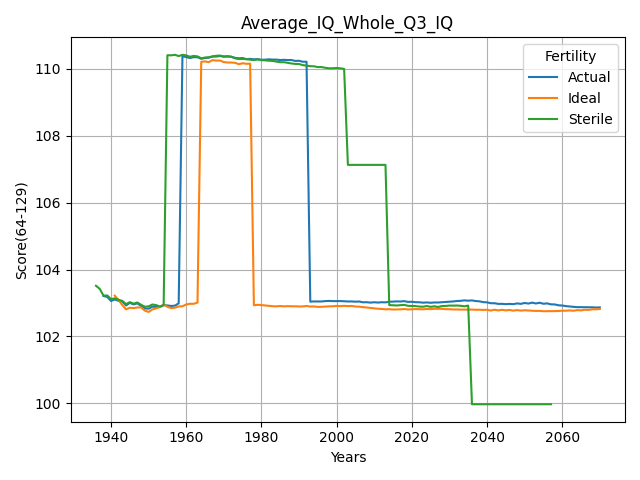 Average_IQ_Whole_Q3_IQ
Fertility
Actual
Ideal
Sterile
Score(64-129)
110
108
106
104
102
100
1940 1960 1980 2000 2020 2040 2060
Years